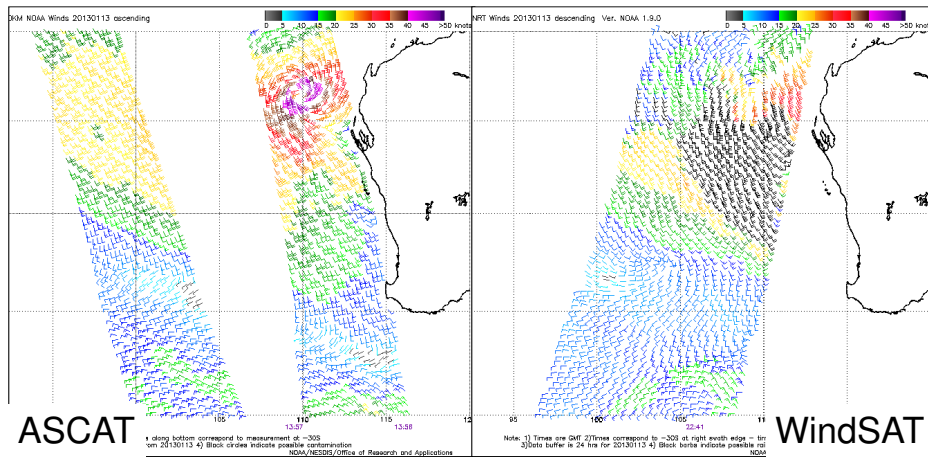 OKM NOAA Winds 20130113 ascending
0 5 10 15 20 25 30 35 40 45 >50 knots
NRT Winds 20130113 descending Ver. NOAA 1.9.0
0 5 10 15 20 25 30 35 40 45 >50 knot
105 110 115 12
13:57 13:58
95 100 105 11
22:41
ASCAT
along bottom correspond to measurement at -30S
rom 20130113 4) Black circles indicate possible contamination
NOAA/NESDIS/Office of Research and Applications
Note: 1) Times are GMT 2)Times correspond to -30S at right swath edge - tim
3)Data buffer is 24 hrs for 20130113 4) Black barbs indicate possible rai
NOAA
WindSAT